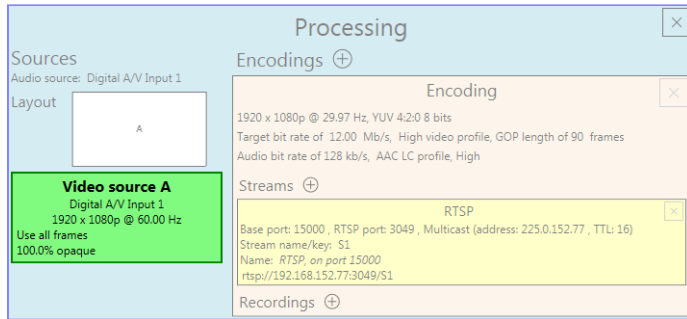 Processing
Sources
Audio source: Digital A/V Input 1
Layout
A
Video source A
Digital A/V Input 1
1920 x 1080p @ 60.00 Hz
Use all frames
100.0% opaque
Encodings
Encoding
1920 x 1080p @ 29.97 Hz, YUV 4:2:0 8 bits
Target bit rate of 12.00 Mb/s, High video profile, GOP length of 90 frames
Audio bit rate of 128 kb/s, AAC LC profile, High
Streams
RTSP
Base port: 15000 , RTSP port: 3049 , Multicast (address: 225.0.152.77 , TTL: 16)
Stream name/key: S1
Name: RTSP, on port 15000
rtsp://192.168.152.77:3049/S1
Recordings